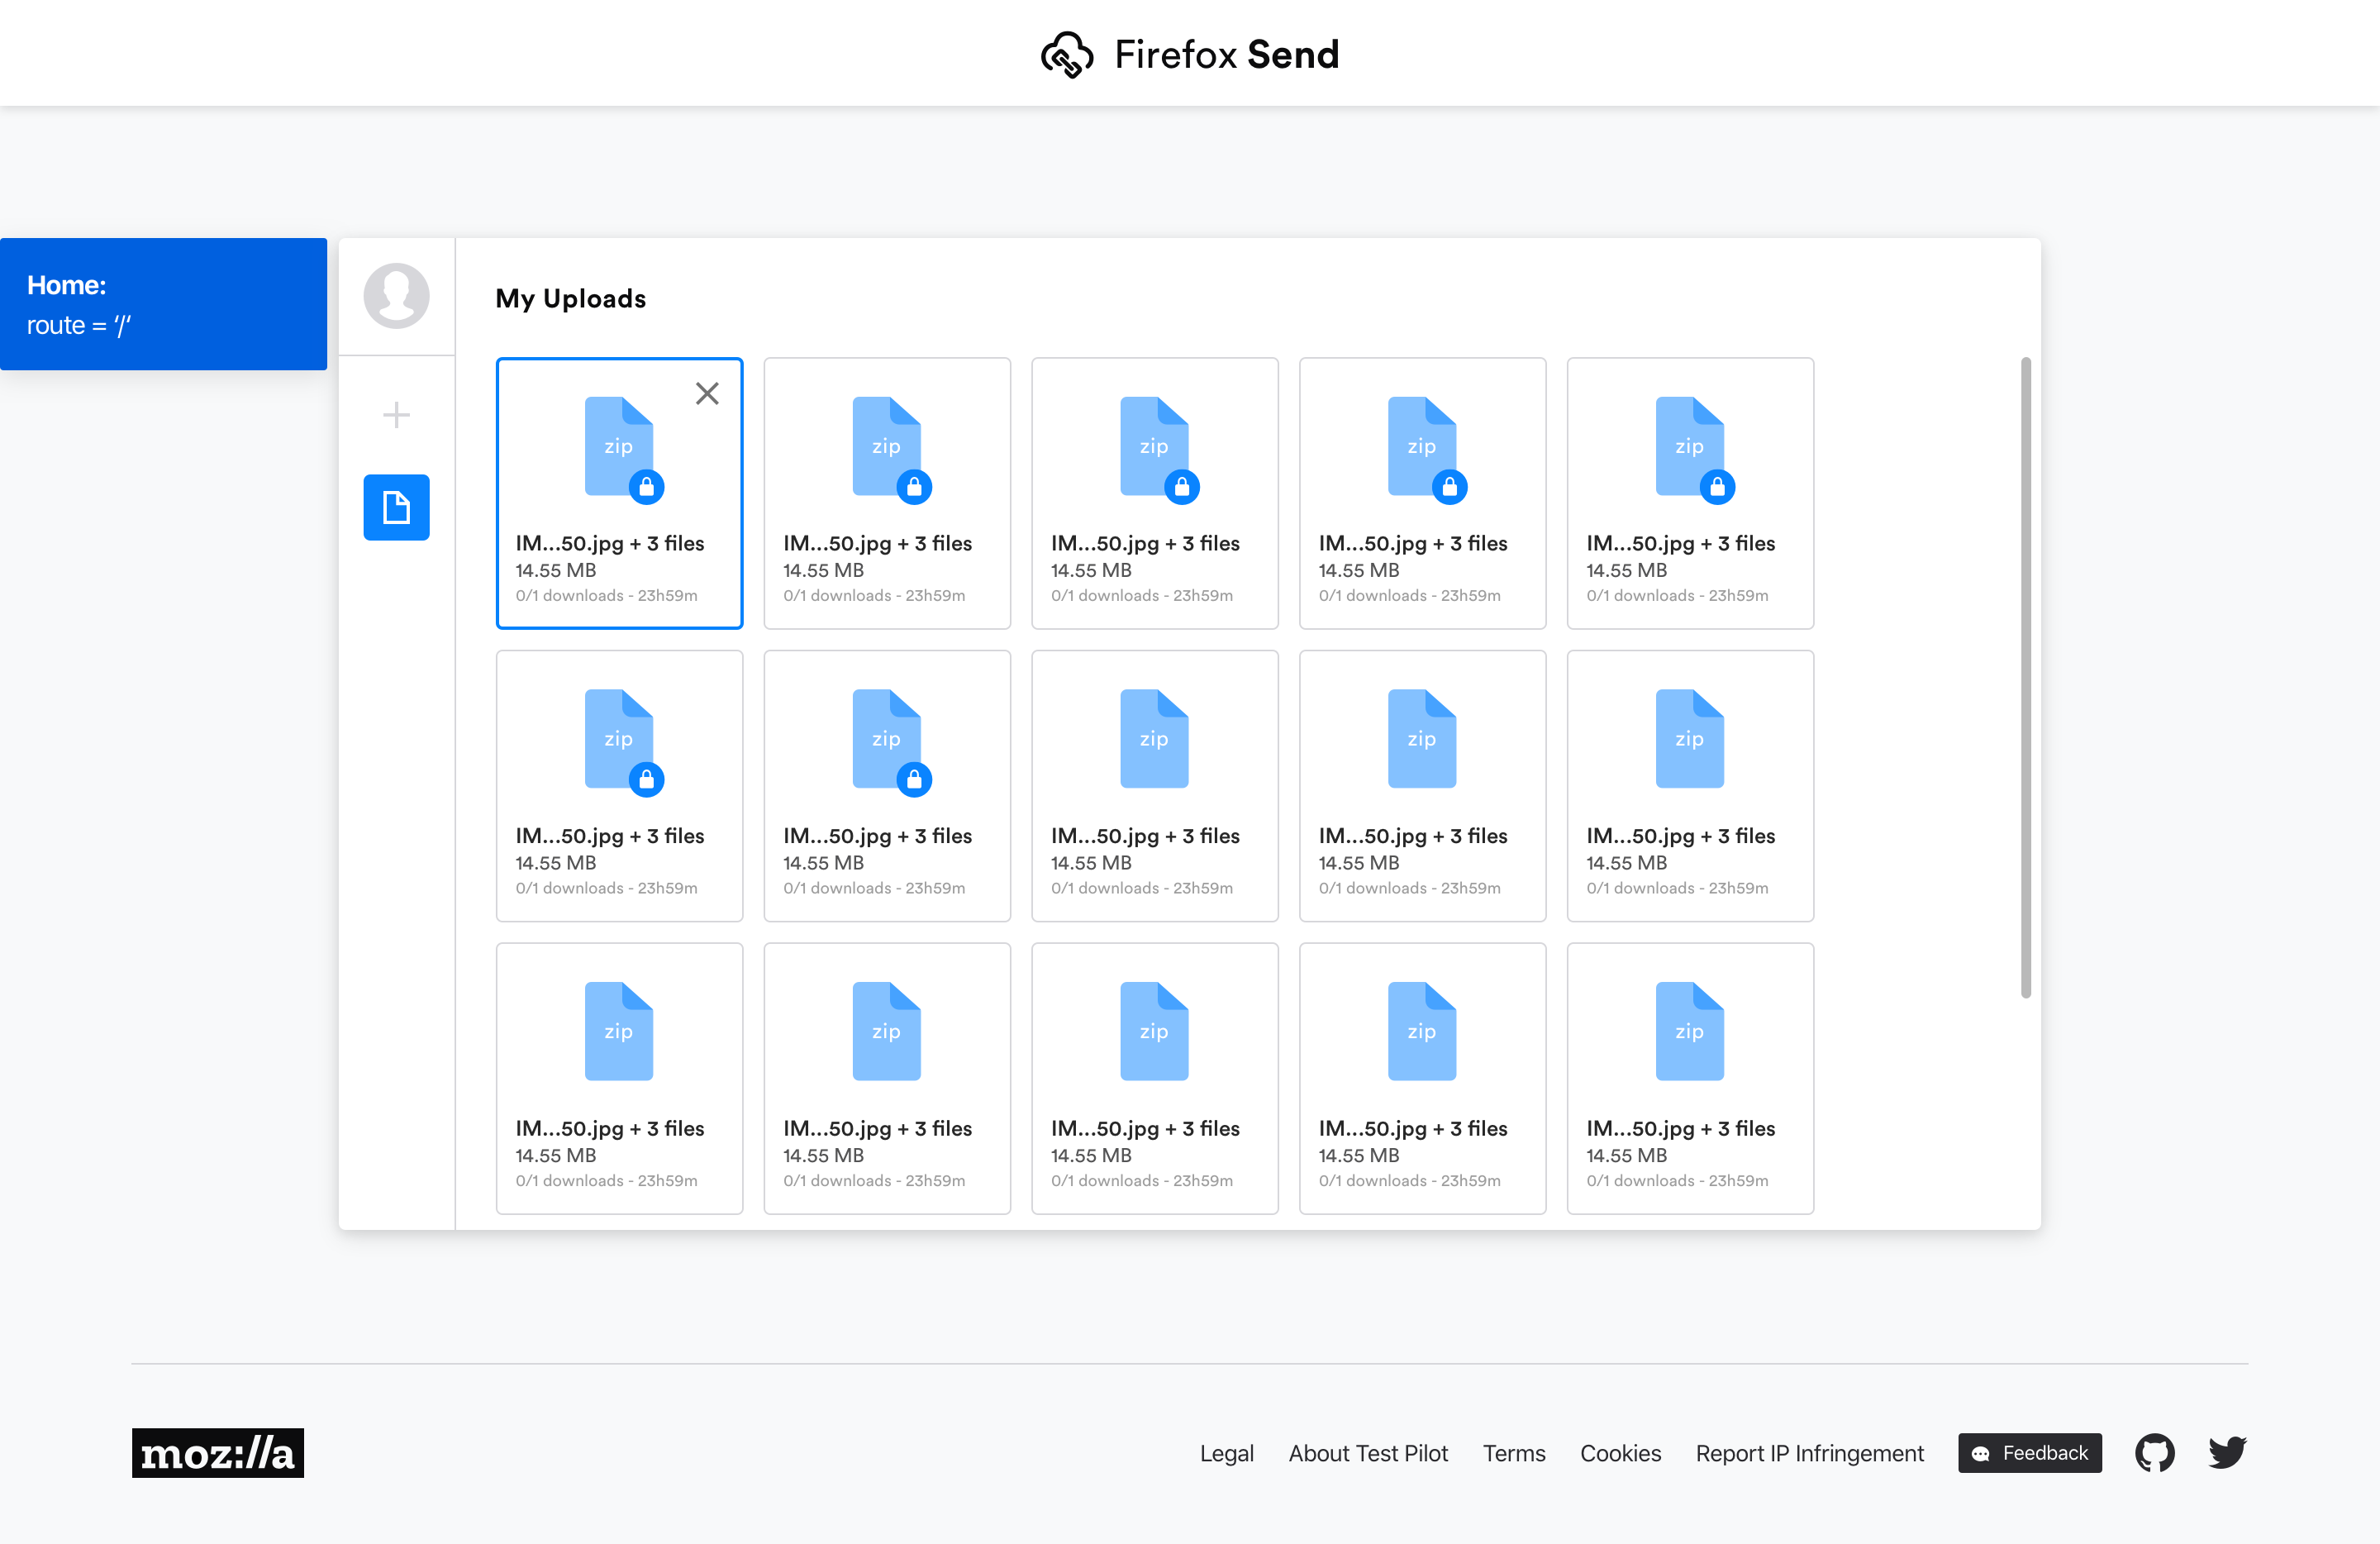 Firefox Send
Home:
route = ‘/‘
My Uploads
zip
zip
zip
zip
zip
IM...50.jpg + 3 files
14.55 MB
0/1 downloads - 23h59m
IM...50.jpg + 3 files
14.55 MB
0/1 downloads - 23h59m
IM...50.jpg + 3 files
14.55 MB
0/1 downloads - 23h59m
IM...50.jpg + 3 files
14.55 MB
0/1 downloads - 23h59m
IM...50.jpg + 3 files
14.55 MB
0/1 downloads - 23h59m
zip
zip
zip
zip
zip
IM...50.jpg + 3 files
14.55 MB
0/1 downloads - 23h59m
IM...50.jpg + 3 files
14.55 MB
0/1 downloads - 23h59m
IM...50.jpg + 3 files
14.55 MB
0/1 downloads - 23h59m
IM...50.jpg + 3 files
14.55 MB
0/1 downloads - 23h59m
IM...50.jpg + 3 files
14.55 MB
0/1 downloads - 23h59m
zip
zip
zip
zip
zip
IM...50.jpg + 3 files
14.55 MB
0/1 downloads - 23h59m
IM...50.jpg + 3 files
14.55 MB
0/1 downloads - 23h59m
IM...50.jpg + 3 files
14.55 MB
0/1 downloads - 23h59m
IM...50.jpg + 3 files
14.55 MB
0/1 downloads - 23h59m
IM...50.jpg + 3 files
14.55 MB
0/1 downloads - 23h59m
moz://a
Legal
About Test Pilot
Terms
Cookies
Report IP Infringement
Feedback